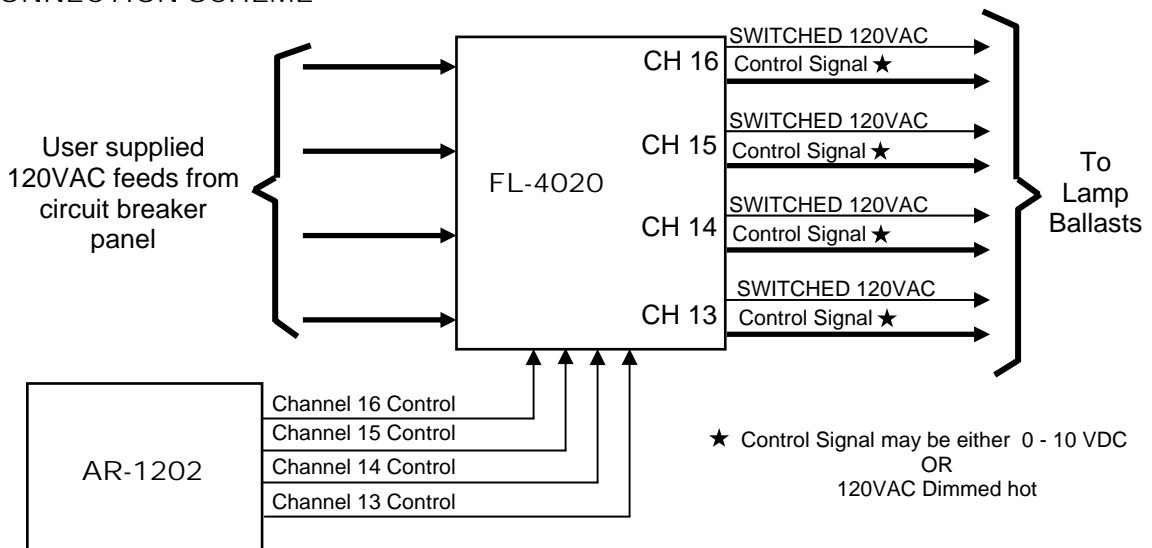 CONNECTION SCHEME
User supplied
120VAC feeds from
circuit breaker
panel
FL-4020
CH 16
SWITCHED 120VAC
Control Signal ★
CH 15
SWITCHED 120VAC
Control Signal ★
CH 14
SWITCHED 120VAC
Control Signal ★
CH 13
SWITCHED 120VAC
Control Signal ★
To
Lamp
Ballasts
AR-1202
Channel 16 Control
Channel 15 Control
Channel 14 Control
Channel 13 Control
★ Control Signal may be either 0 - 10 VDC
OR
120VAC Dimmed hot